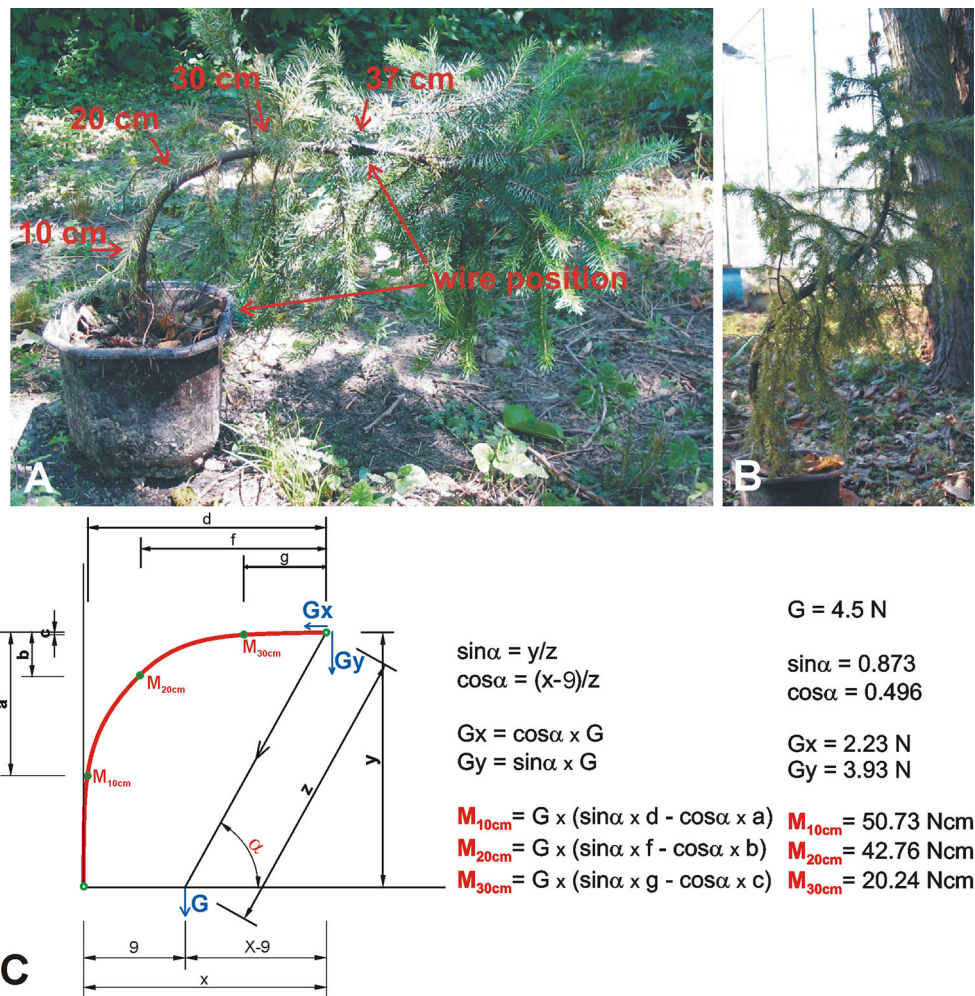 30 cm
37 cm
20 cm
10 cm
wire position
A
B
d
f
g
Gx
c
b
a
M30cm
Gy
M20cm
M10cm
y
z
α
G
9
X-9
x
C
sinα = y/z
cosα = (x-9)/z
Gx = cosα x G
Gy = sinα x G
M10cm= G x (sinα x d - cosα x a)
M20cm= G x (sinα x f - cosα x b)
M30cm= G x (sinα x g - cosα x c)
G = 4.5 N
sinα = 0.873
cosα = 0.496
Gx = 2.23 N
Gy = 3.93 N
M10cm= 50.73 Ncm
M20cm= 42.76 Ncm
M30cm= 20.24 Ncm